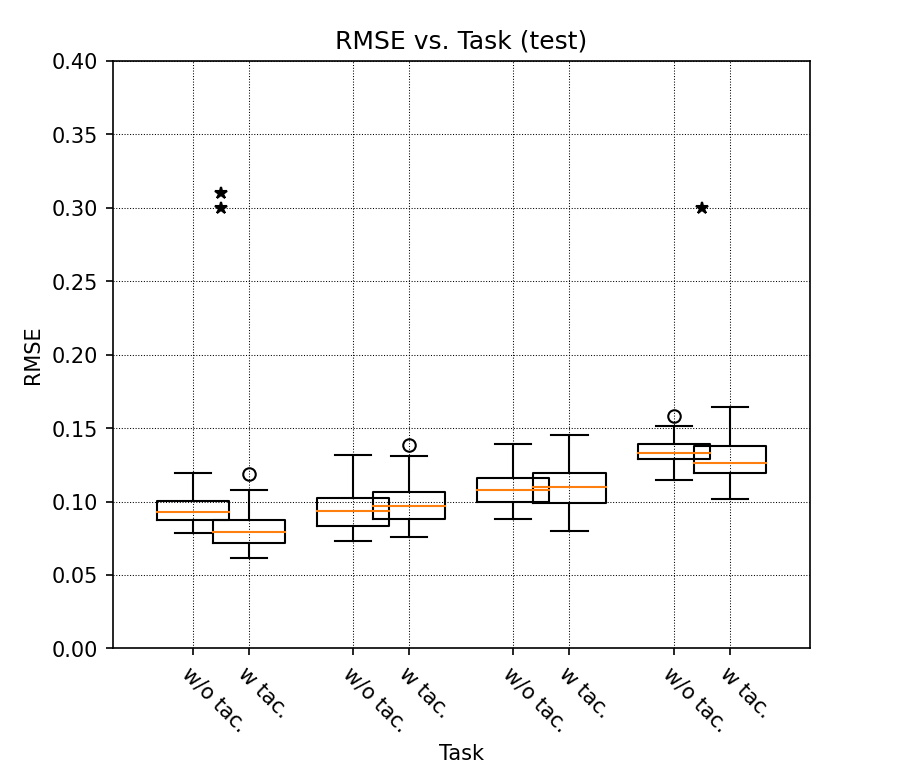 RMSE vs. Task (test)
0.40
0.35
0.30
0.25
0.20
0.15
0.10
0.05
0.00
RMSE
w/o tac.
w tac.
w/o tac.
w tac.
w/o tac.
w tac.
w/o tac.
w tac.
Task